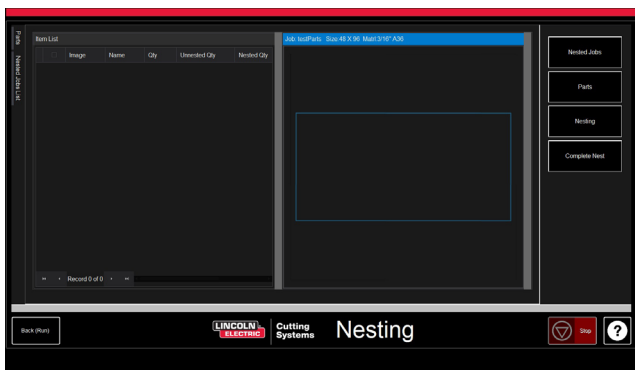 Parts
Nested Jobs List
Item List
Image Name Qty Unnested Qty Nested Qty
Record 0 of 0
Job: testParts Size:48 X 96 Matl:3/16" A36
Nested Jobs
Parts
Nesting
Complete Nest
Back (Run)
LINCOLN ELECTRIC
Cutting Systems
Nesting
Stop
?